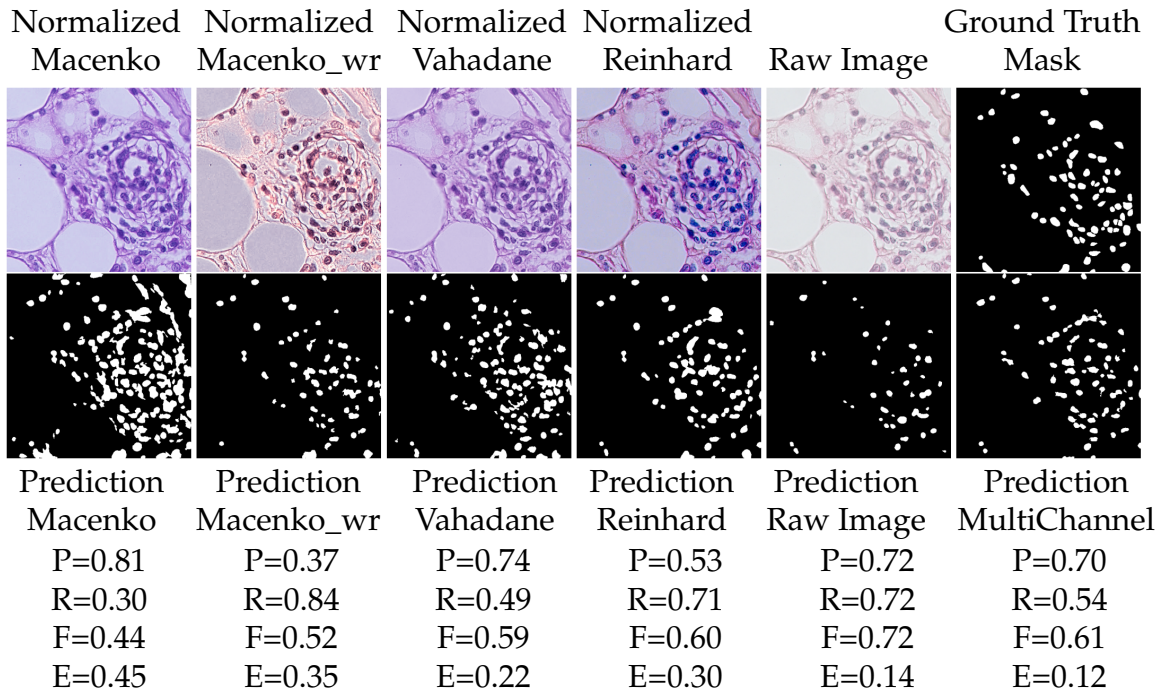 Normalized Normalized Normalized Normalized Ground Truth
Macenko Macenko_wr Vahadane Reinhard Raw Image Mask
Prediction Prediction Prediction Prediction Prediction Prediction
Macenko Macenko_wr Vahadane Reinhard Raw Image MultiChannel
P=0.81 P=0.37 P=0.74 P=0.53 P=0.72 P=0.70
R=0.30 R=0.84 R=0.49 R=0.71 R=0.72 R=0.54
F=0.44 F=0.52 F=0.59 F=0.60 F=0.72 F=0.61
E=0.45 E=0.35 E=0.22 E=0.30 E=0.14 E=0.12